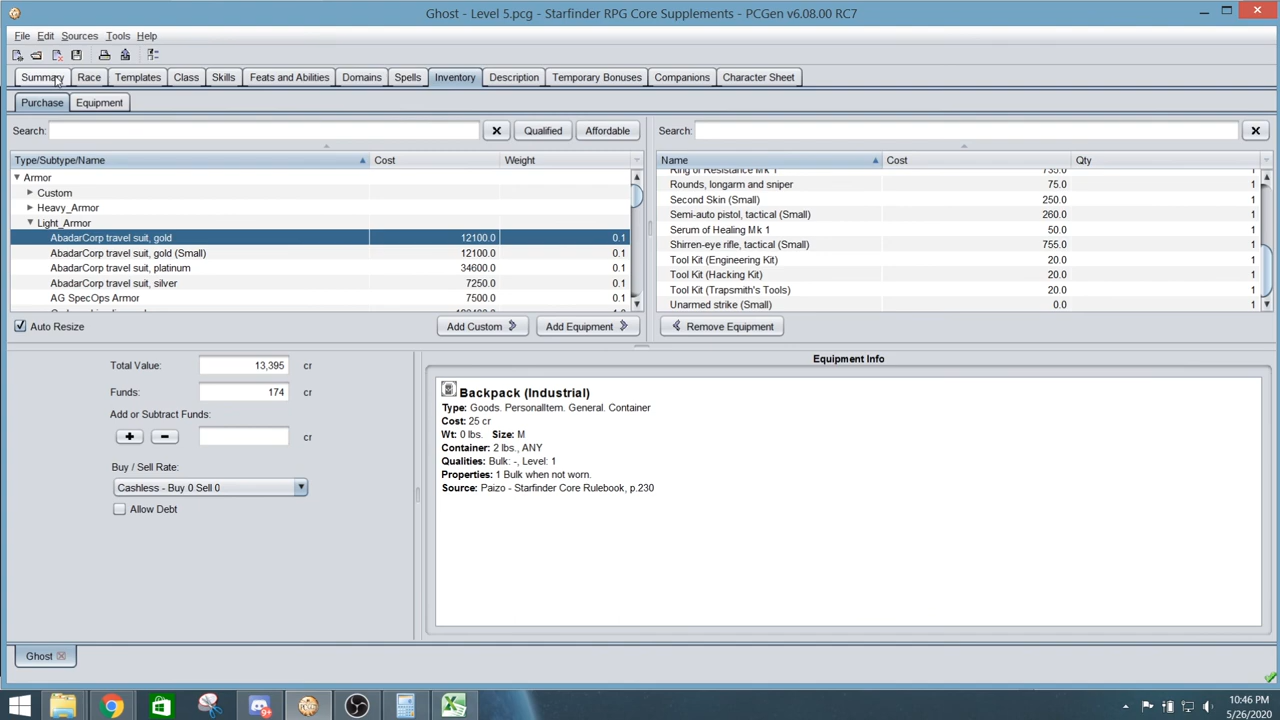 Ghost - Level 5.pcg - Starfinder RPG Core Supplements - PCGen v6.08.00 RC7
File Edit Sources Tools Help
Summary Race Templates Class Skills Feats and Abilities Domains Spells Inventory Description Temporary Bonuses Companions Character Sheet
Purchase Equipment
Search: Qualified Affordable Search:
Type/Subtype/Name Cost Weight Name Cost Qty
Ring of Resistance Mk 1 735.0 1
Armor
Rounds, longarm and sniper 75.0 1
Custom
Second Skin (Small) 250.0 1
Heavy_Armor
Semi-auto pistol, tactical (Small) 260.0 1
Light_Armor
Serum of Healing Mk 1 50.0 1
AbadarCorp travel suit, gold 12100.0 0.1
Shirren-eye rifle, tactical (Small) 755.0 1
AbadarCorp travel suit, gold (Small) 12100.0 0.1
Tool Kit (Engineering Kit) 20.0 1
AbadarCorp travel suit, platinum 34600.0 0.1
Tool Kit (Hacking Kit) 20.0 1
AbadarCorp travel suit, silver 7250.0 0.1
Tool Kit (Trapsmith's Tools) 20.0 1
AG SpecOps Armor 7500.0 0.1
Unarmed strike (Small) 0.0 1
Auto Resize Add Custom Add Equipment Remove Equipment
Total Value: 13,395 cr
Funds: 174 cr
Add or Subtract Funds:
cr
Buy / Sell Rate:
Cashless - Buy 0 Sell 0
Allow Debt
Equipment Info
Backpack (Industrial)
Type: Goods. PersonalItem. General. Container
Cost: 25 cr
Wt: 0 lbs. Size: M
Container: 2 lbs., ANY
Qualities: Bulk: -, Level: 1
Properties: 1 Bulk when not worn.
Source: Paizo - Starfinder Core Rulebook, p.230
Ghost
10:46 PM
5/26/2020